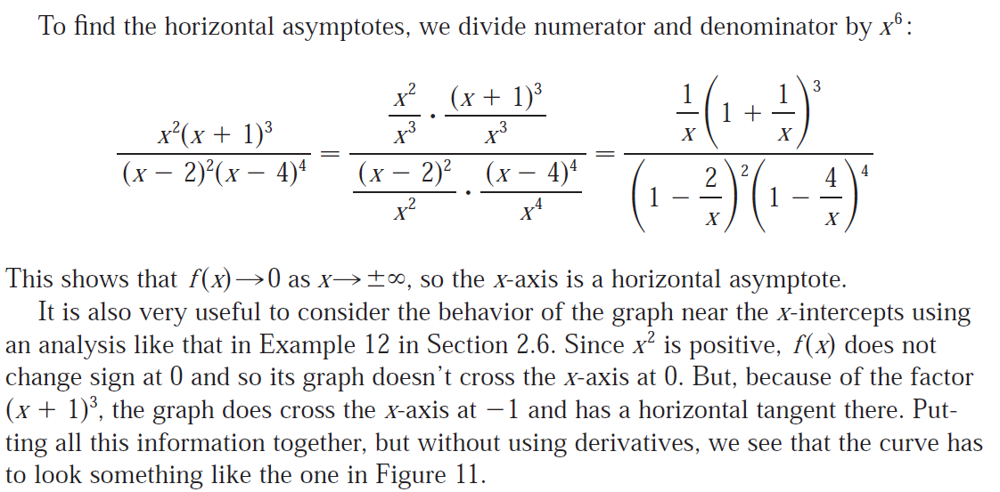 To find the horizontal asymptotes, we divide numerator and denominator by x⁶:
x²(x + 1)³ / ((x − 2)²(x − 4)⁴) = (x²/x³ · (x + 1)³/x³) / ((x − 2)²/x² · (x − 4)⁴/x⁴) = (1/x (1 + 1/x)³) / ((1 − 2/x)² (1 − 4/x)⁴)
This shows that f(x)→0 as x→±∞, so the x-axis is a horizontal asymptote.
It is also very useful to consider the behavior of the graph near the x-intercepts using
an analysis like that in Example 12 in Section 2.6. Since x² is positive, f(x) does not
change sign at 0 and so its graph doesn't cross the x-axis at 0. But, because of the factor
(x + 1)³, the graph does cross the x-axis at −1 and has a horizontal tangent there. Put-
ting all this information together, but without using derivatives, we see that the curve has
to look something like the one in Figure 11.